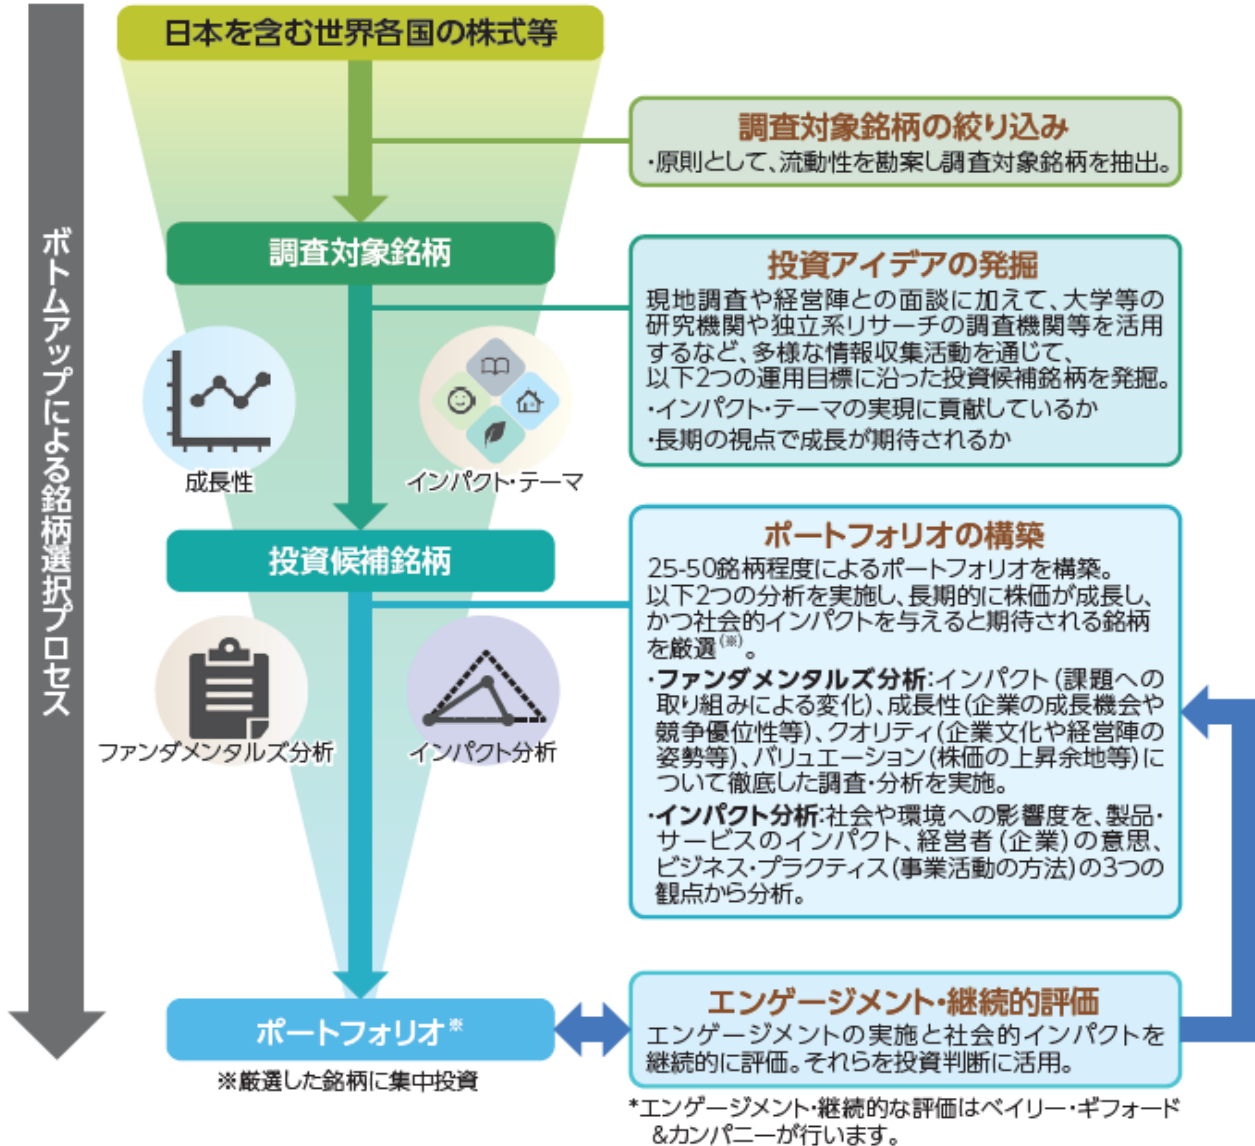 日本を含む世界各国の株式等
調査対象銘柄の絞り込み
・原則として、流動性を勘案し調査対象銘柄を抽出。
ボトムアップによる銘柄選択プロセス
調査対象銘柄
投資アイデアの発掘
現地調査や経営陣との面談に加えて、大学等の
研究機関や独立系リサーチの調査機関等を活用
するなど、多様な情報収集活動を通じて、
以下2つの運用目標に沿った投資候補銘柄を発掘。
・インパクト・テーマの実現に貢献しているか
・長期の視点で成長が期待されるか
成長性
インパクト・テーマ
投資候補銘柄
ポートフォリオの構築
25-50銘柄程度によるポートフォリオを構築。
以下2つの分析を実施し、長期的に株価が成長し、
かつ社会的インパクトを与えると期待される銘柄
を厳選(※)。
・ファンダメンタルズ分析:インパクト(課題への
取り組みによる変化)、成長性(企業の成長機会や
競争優位性等)、クオリティ(企業文化や経営陣の
姿勢等)、バリュエーション(株価の上昇余地等)に
ついて徹底した調査・分析を実施。
・インパクト分析:社会や環境への影響度を、製品・
サービスのインパクト、経営者(企業)の意思、
ビジネス・プラクティス(事業活動の方法)の3つの
観点から分析。
ファンダメンタルズ分析
インパクト分析
ポートフォリオ※
※厳選した銘柄に集中投資
エンゲージメント・継続的評価
エンゲージメントの実施と社会的インパクトを
継続的に評価。それらを投資判断に活用。
*エンゲージメント・継続的な評価はベイリー・ギフォード
&カンパニーが行います。